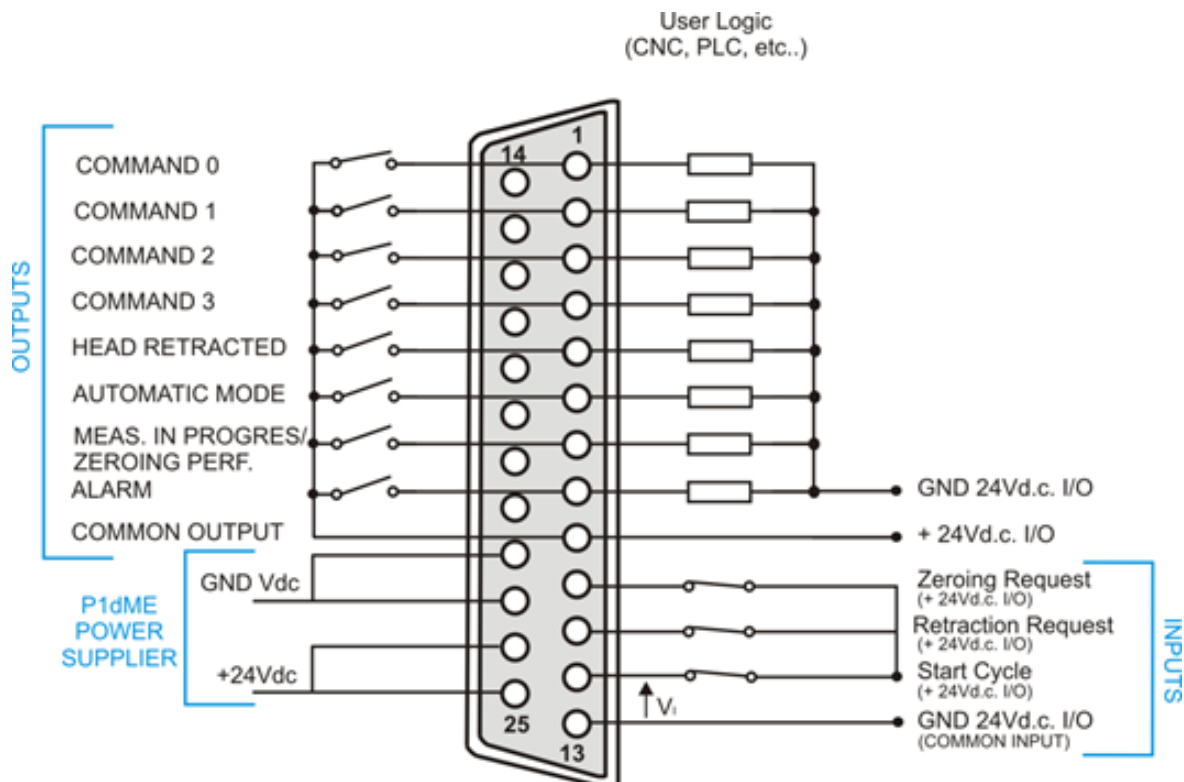 User Logic
(CNC, PLC, etc..)
OUTPUTS
COMMAND 0
COMMAND 1
COMMAND 2
COMMAND 3
HEAD RETRACTED
AUTOMATIC MODE
MEAS. IN PROGRES/
ZEROING PERF.
ALARM
COMMON OUTPUT
P1dME
POWER
SUPPLIER
GND Vdc
+24Vdc
14
1
25
13
GND 24Vd.c. I/O
+ 24Vd.c. I/O
Zeroing Request
(+ 24Vd.c. I/O)
Retraction Request
(+ 24Vd.c. I/O)
Start Cycle
(+ 24Vd.c. I/O)
VI
GND 24Vd.c. I/O
(COMMON INPUT)
INPUTS